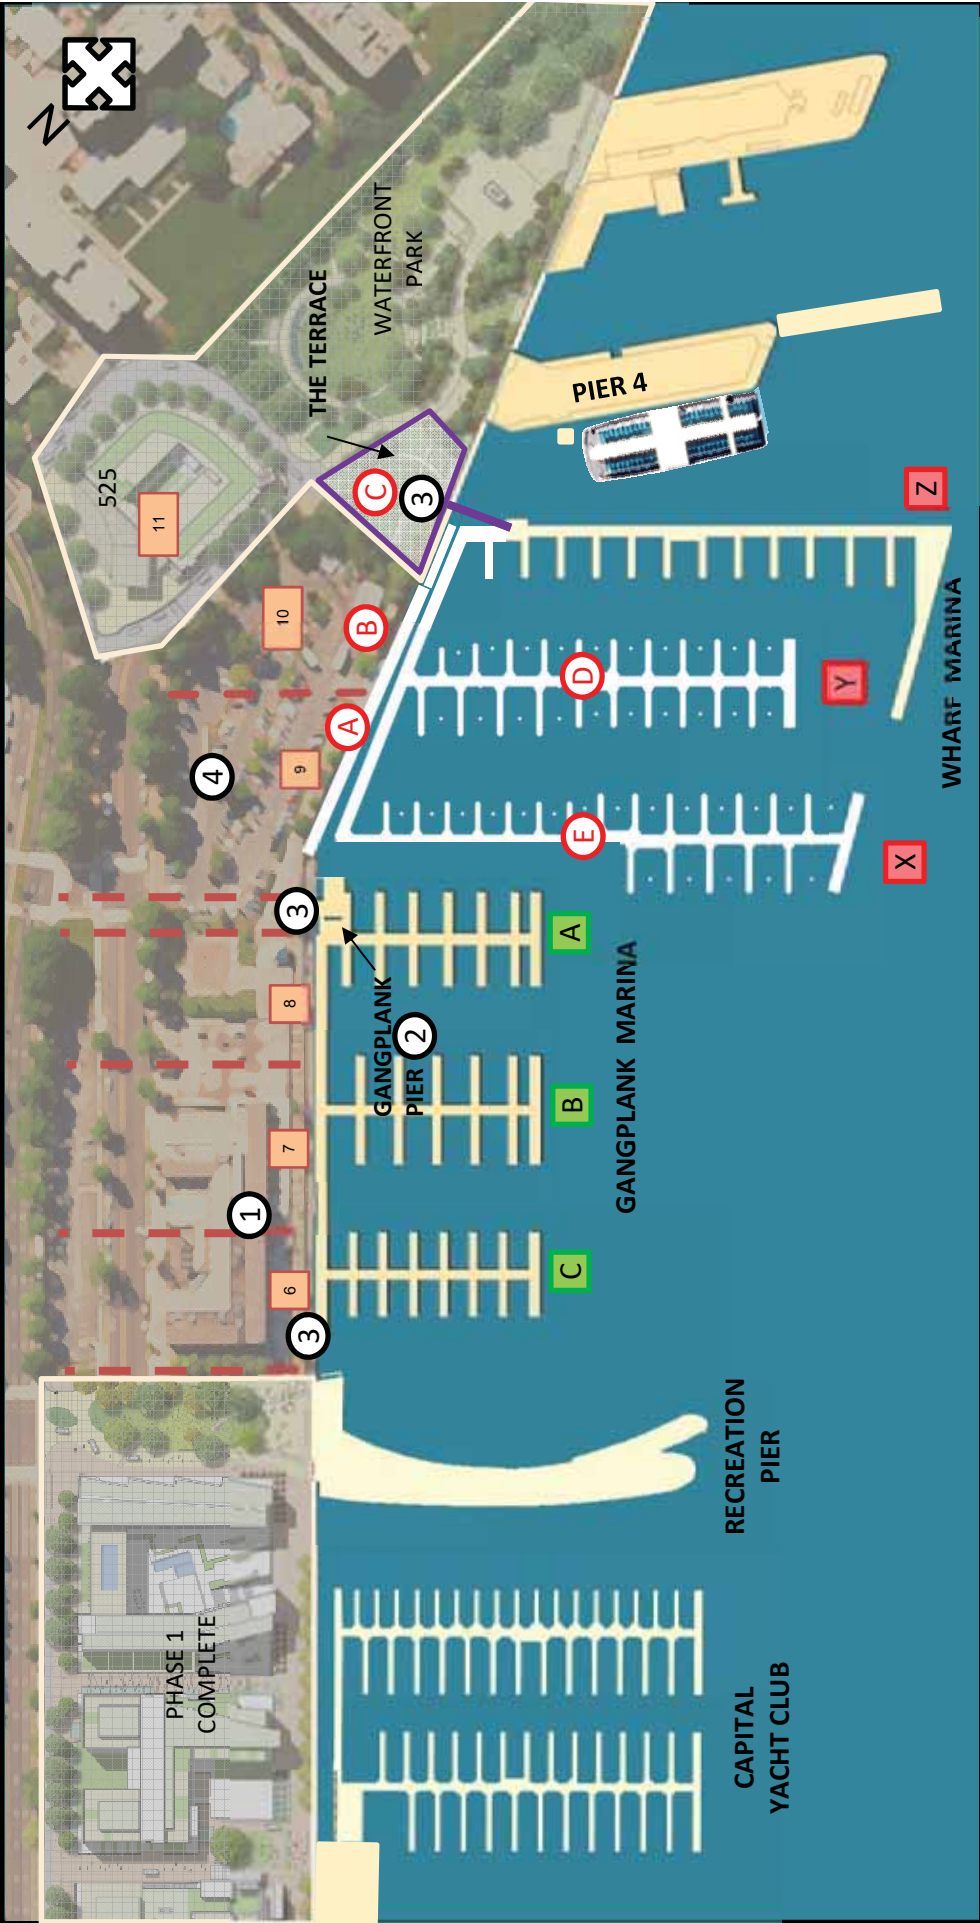 N
525
11
THE TERRACE
WATERFRONT
PARK
C
3
10
B
A
9
4
PIER 4
Z
D
Y
WHARF MARINA
E
X
3
8
GANGPLANK
PIER
2
A
7
B
GANGPLANK MARINA
1
6
3
C
RECREATION
PIER
PHASE 1
COMPLETE
CAPITAL
YACHT CLUB